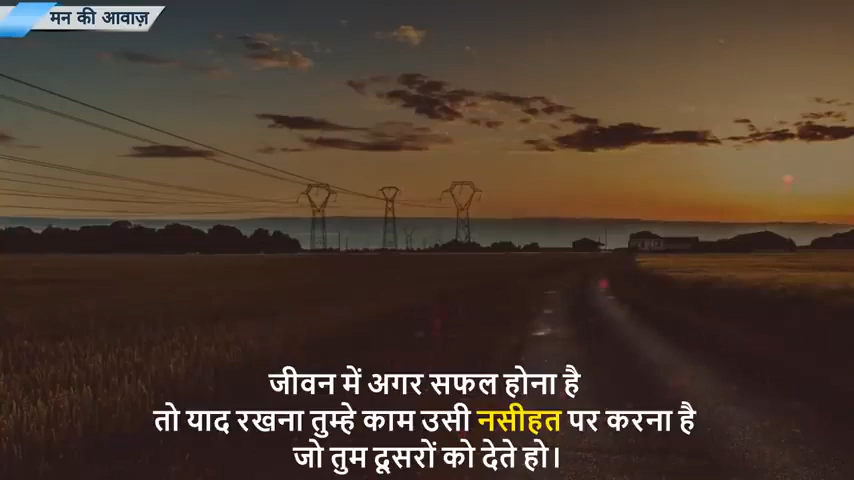 मन की आवाज़
जीवन में अगर सफल होना है
तो याद रखना तुम्हे काम उसी नसीहत पर करना है
जो तुम दूसरों को देते हो।